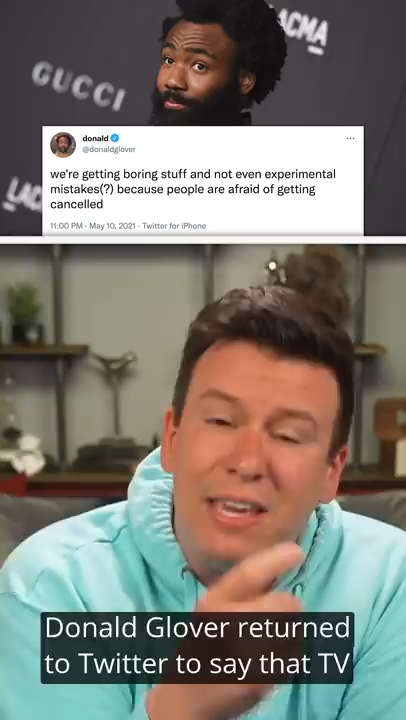 LACMA
GUCCI
LAC
donald
@donaldglover
we're getting boring stuff and not even experimental
mistakes(?) because people are afraid of getting
cancelled
11:00 PM · May 10, 2021 · Twitter for iPhone
Donald Glover returned
to Twitter to say that TV